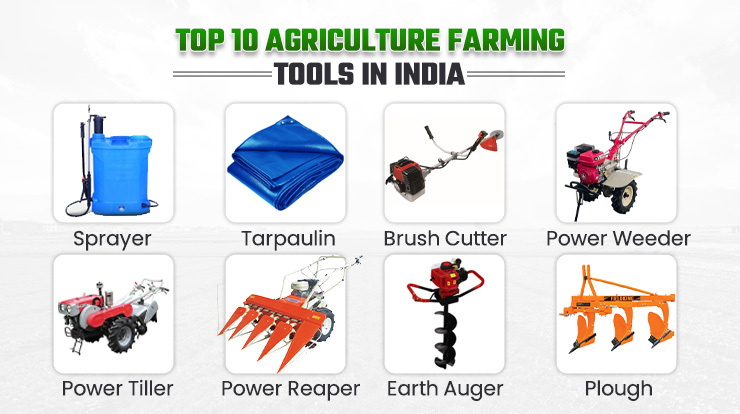 TOP 10 AGRICULTURE FARMING
TOOLS IN INDIA
Sprayer
Tarpaulin
Brush Cutter
Power Weeder
FIELDKING
Power Tiller
Power Reaper
Earth Auger
Plough